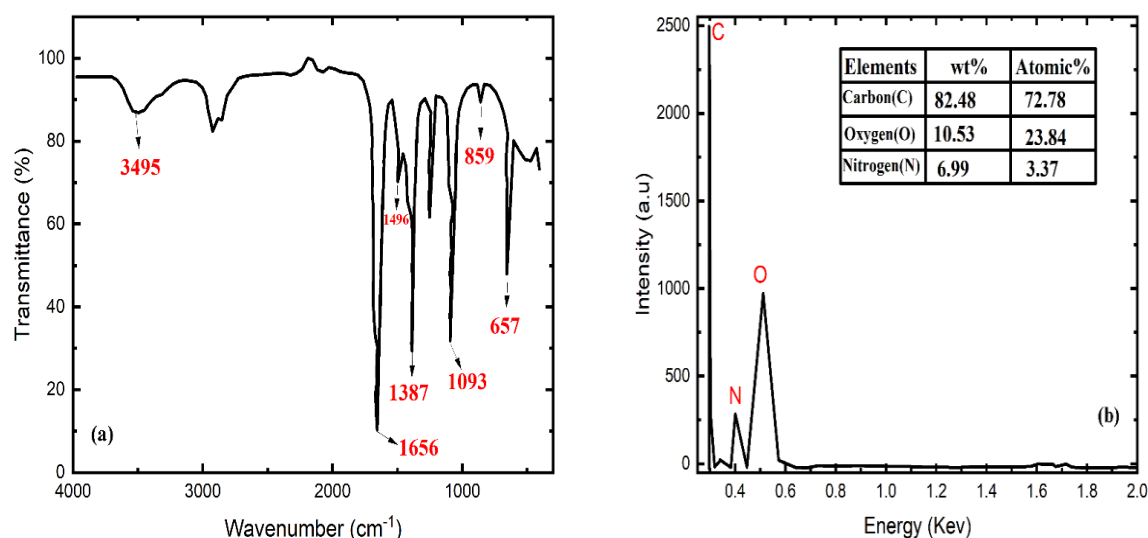 100
80
60
40
20
0
Transmittance (%)
3495
1656
1496
1387
1093
859
657
(a)
4000 3000 2000 1000
Wavenumber (cm⁻¹)
2500
2000
1500
1000
500
0
Intensity (a.u)
C
N
O
Elements wt% Atomic%
Carbon(C) 82.48 72.78
Oxygen(O) 10.53 23.84
Nitrogen(N) 6.99 3.37
(b)
0.4 0.6 0.8 1.0 1.2 1.4 1.6 1.8 2.0
Energy (Kev)